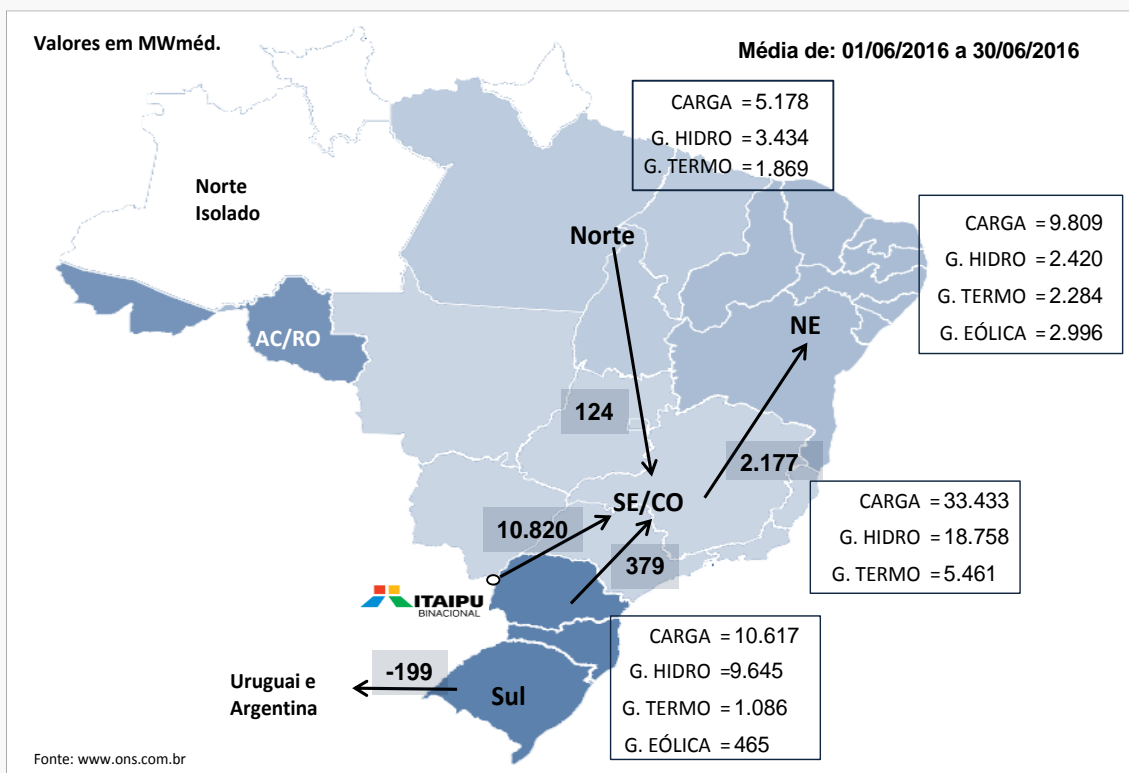 Valores em MWméd.
Média de: 01/06/2016 a 30/06/2016
CARGA = 5.178
G. HIDRO = 3.434
G. TERMO = 1.869
Norte
Isolado
Norte
CARGA = 9.809
G. HIDRO = 2.420
G. TERMO = 2.284
G. EÓLICA = 2.996
AC/RO
NE
124
2.177
SE/CO
10.820
379
CARGA = 33.433
G. HIDRO = 18.758
G. TERMO = 5.461
ITAIPU
BINACIONAL
CARGA = 10.617
G. HIDRO =9.645
G. TERMO = 1.086
G. EÓLICA = 465
-199
Uruguai e
Argentina
Sul
Fonte: www.ons.com.br